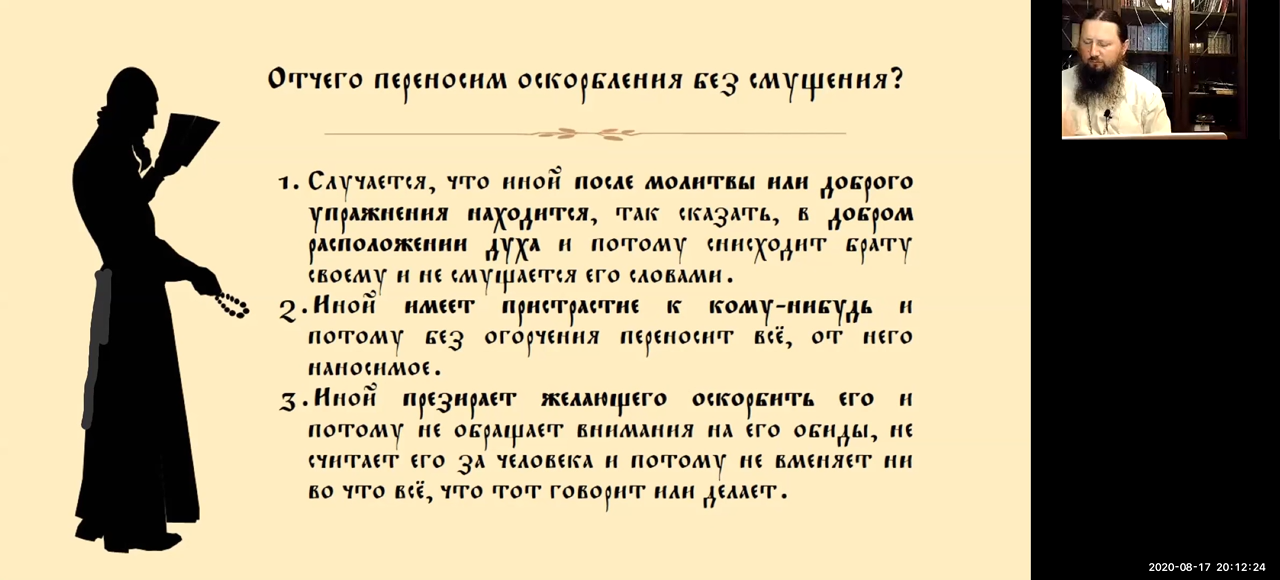 Отчего переносим оскорбления без смущения?
1. Случается, что иной после молитвы или доброго
упражнения находится, так сказать, в добром
расположении духа и потому снисходит брату
своему и не смущается его словами.
2. Иной имеет пристрастие к кому-нибудь и
потому без огорчения переносит всё, от него
наносимое.
3. Иной презирает желающего оскорбить его и
потому не обращает внимания на его обиды, не
считает его за человека и потому не вменяет ни
во что всё, что тот говорит или делает.
2020-08-17 20:12:24